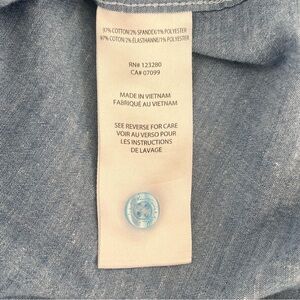 97% COTTON/2% SPANDEX/1% POLYESTER
97% COTON/2% ÉLASTHANNE/1% POLYESTER
RN# 123280
CA# 07099
MADE IN VIETNAM
FABRIQUÉ AU VIETNAM
SEE REVERSE FOR CARE
VOIR AU VERSO POUR
LES INSTRUCTIONS
DE LAVAGE